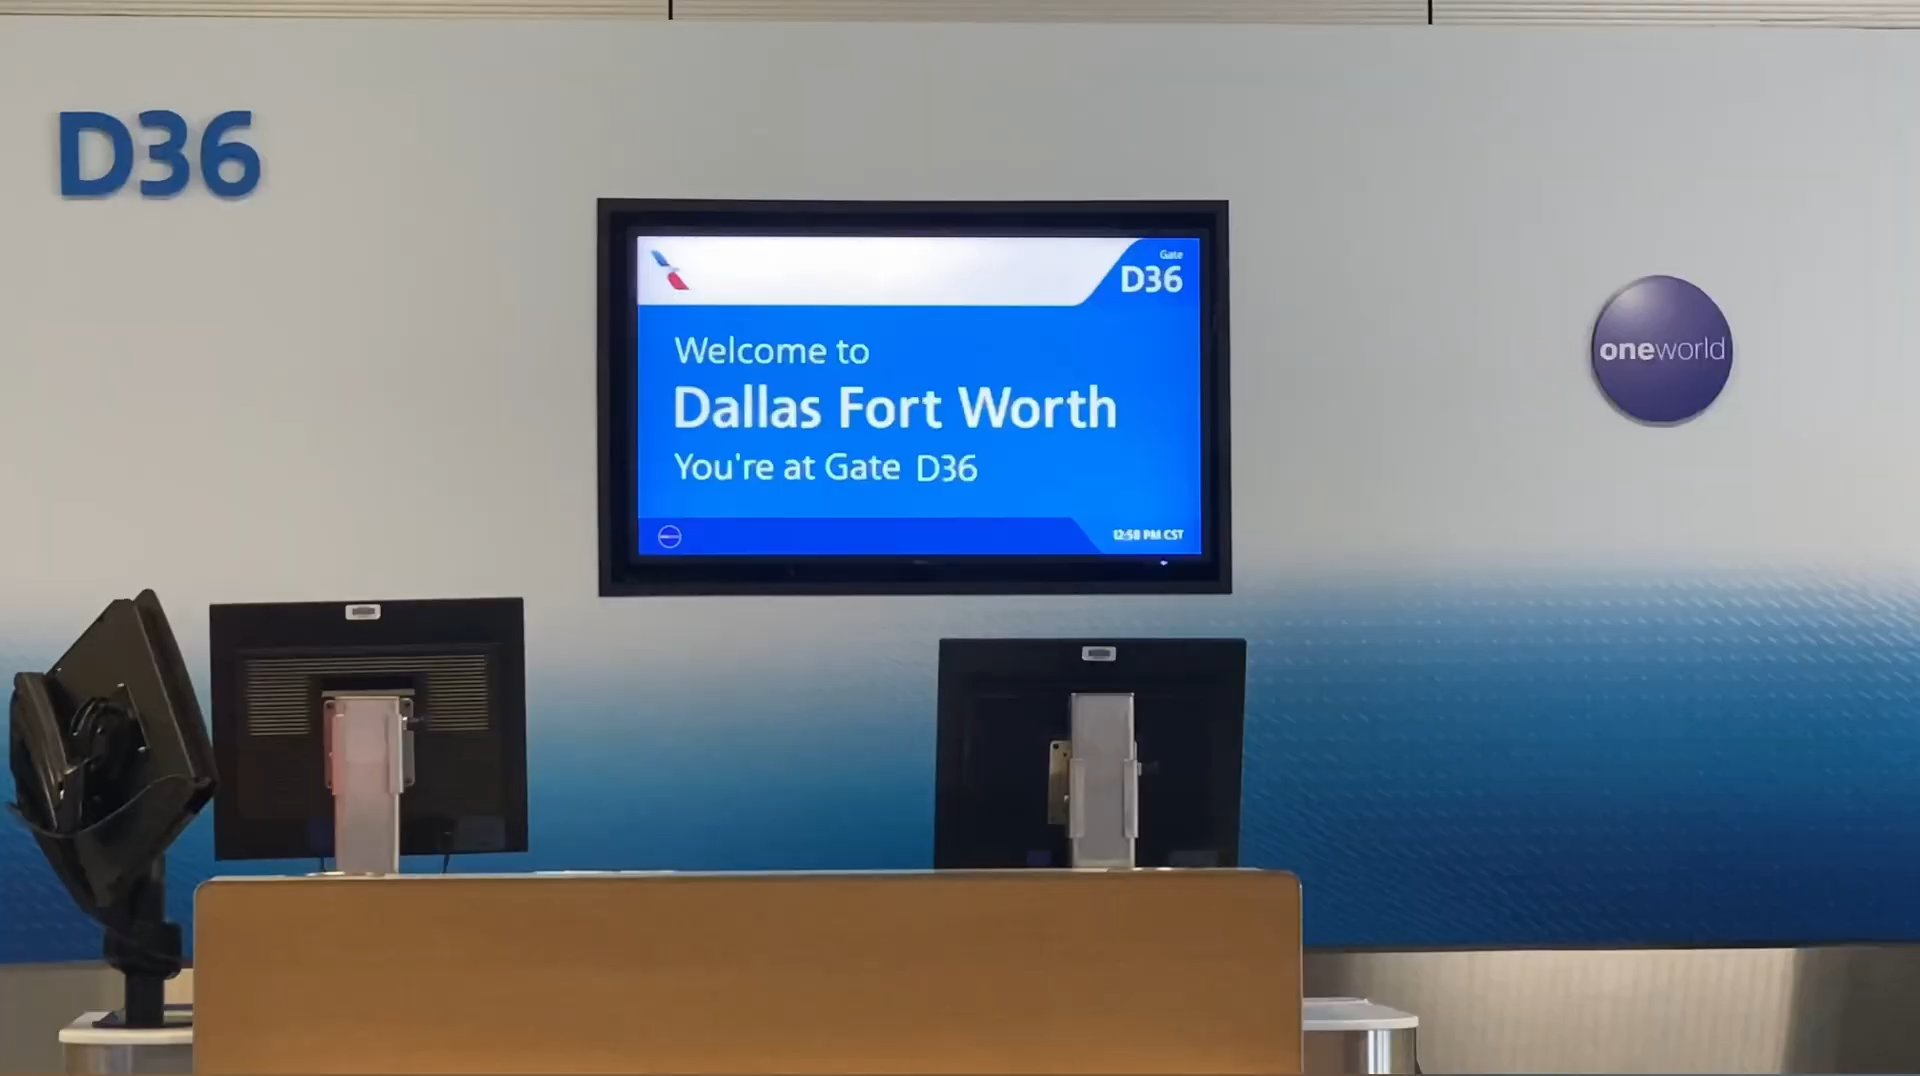 D36
Gate
D36
Welcome to
Dallas Fort Worth
You're at Gate D36
12:58 PM CST
oneworld